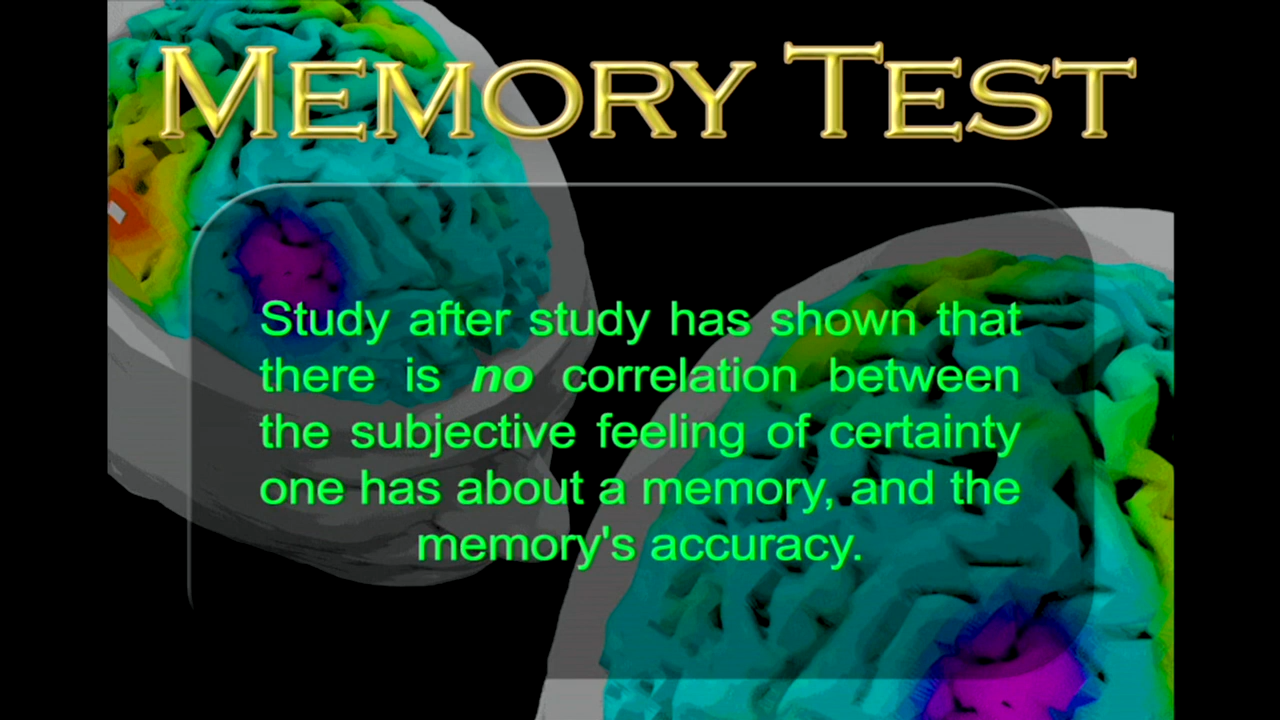 MEMORY TEST
Study after study has shown that
there is no correlation between
the subjective feeling of certainty
one has about a memory, and the
memory's accuracy.